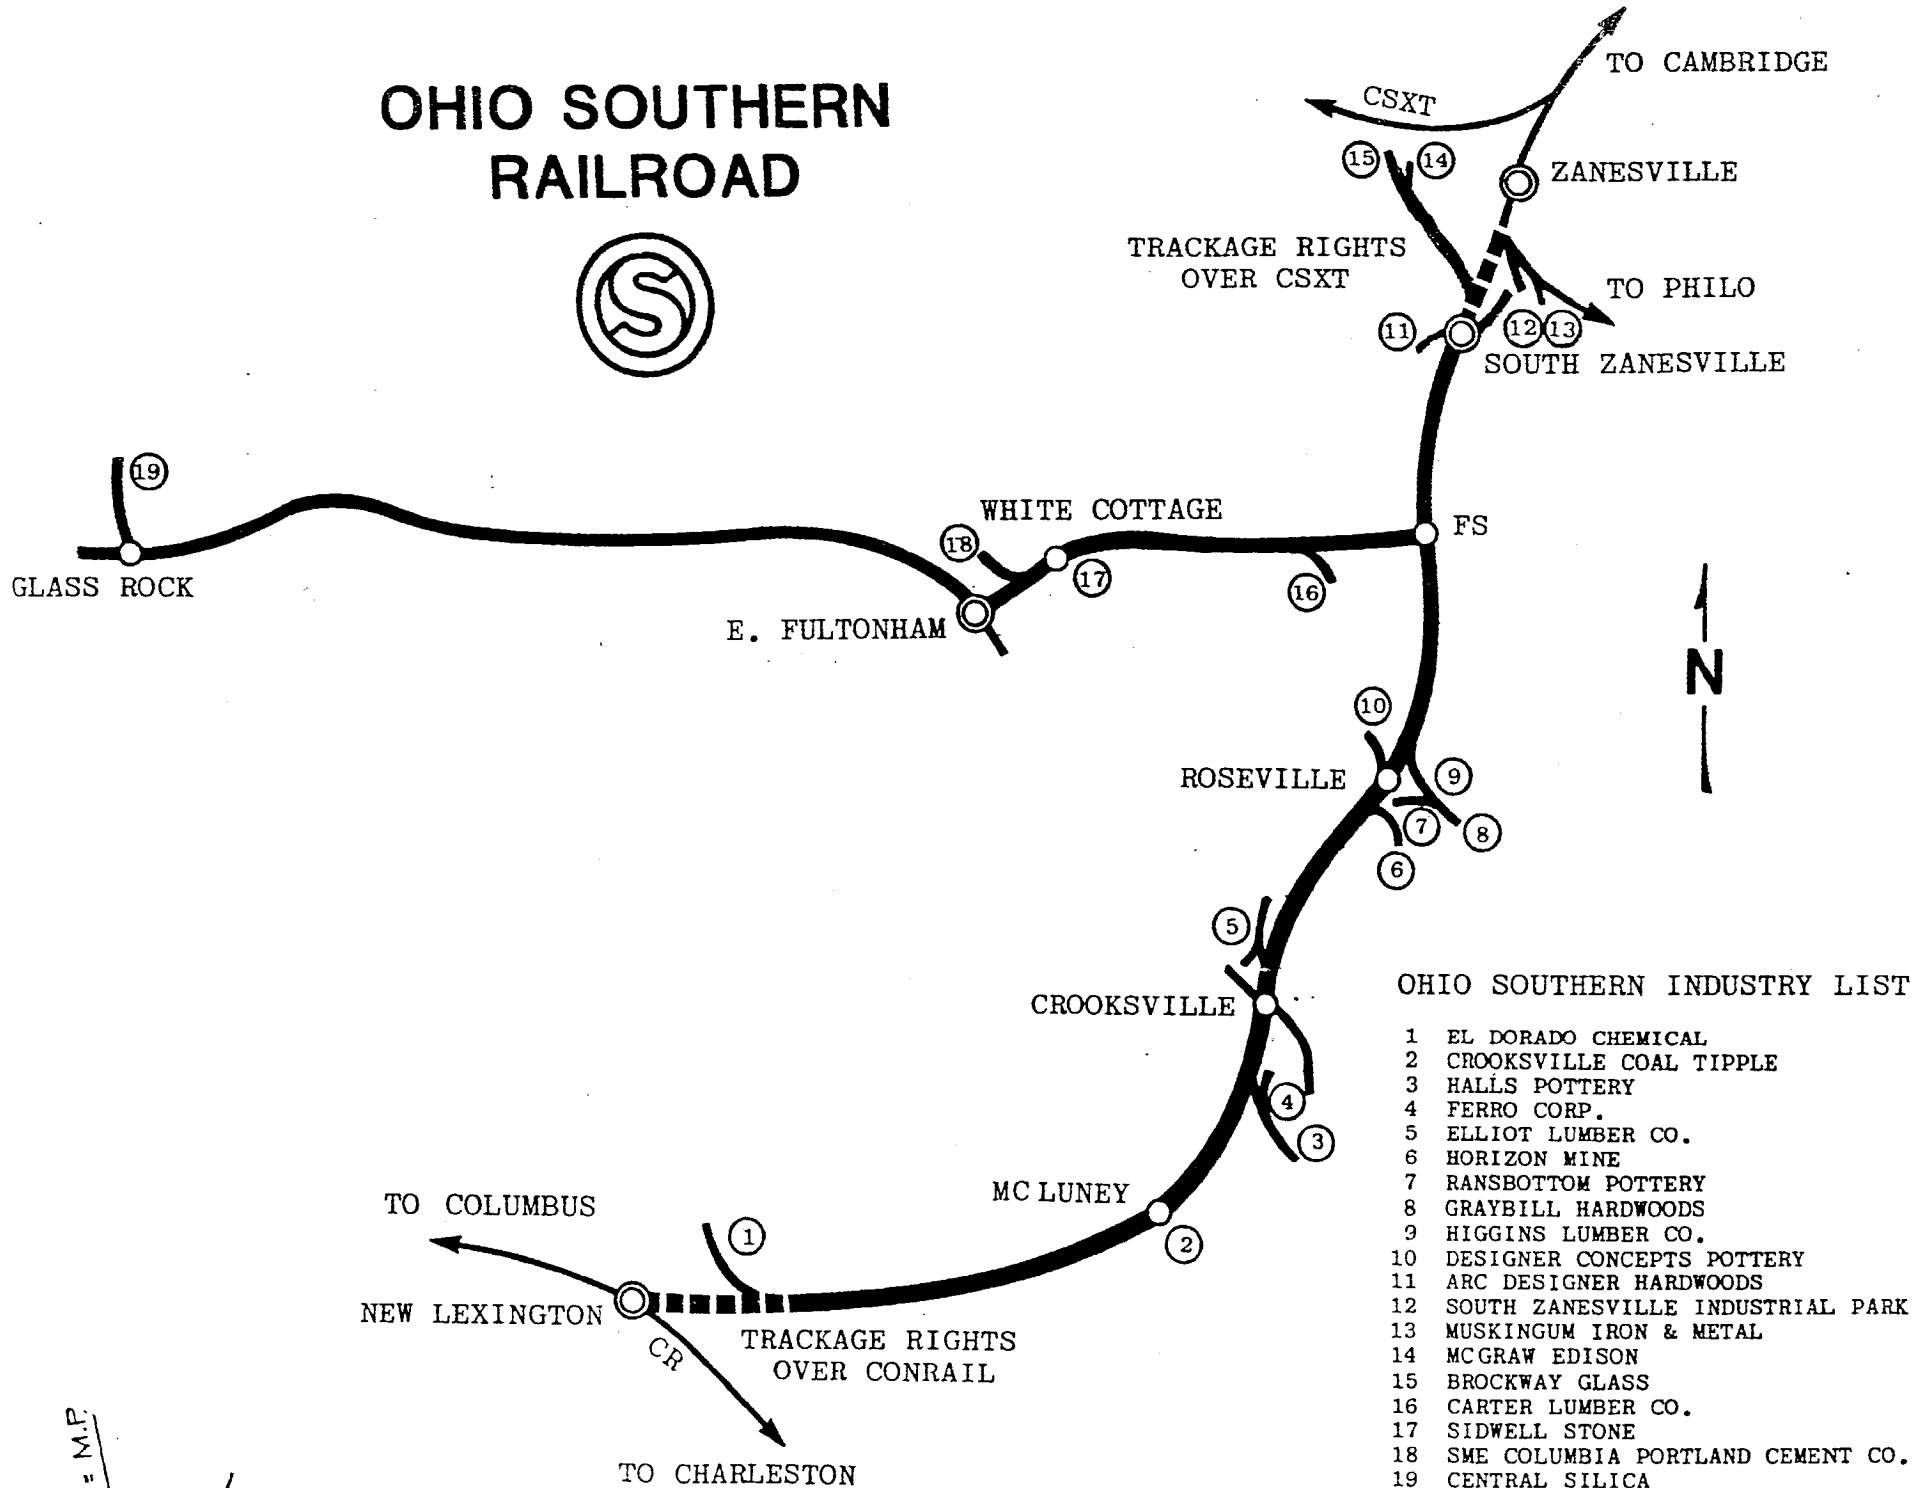 OHIO SOUTHERN
RAILROAD
S
TO CAMBRIDGE
CSXT
15
14
ZANESVILLE
TRACKAGE RIGHTS
OVER CSXT
TO PHILO
11
12
13
SOUTH ZANESVILLE
19
WHITE COTTAGE
FS
18
17
16
GLASS ROCK
E. FULTONHAM
N
10
ROSEVILLE
9
7
8
6
5
CROOKSVILLE
4
3
MC LUNEY
2
TO COLUMBUS
1
NEW LEXINGTON
CR
TRACKAGE RIGHTS
OVER CONRAIL
TO CHARLESTON
= M.P.
OHIO SOUTHERN INDUSTRY LIST
1 EL DORADO CHEMICAL
2 CROOKSVILLE COAL TIPPLE
3 HALLS POTTERY
4 FERRO CORP.
5 ELLIOT LUMBER CO.
6 HORIZON MINE
7 RANSBOTTOM POTTERY
8 GRAYBILL HARDWOODS
9 HIGGINS LUMBER CO.
10 DESIGNER CONCEPTS POTTERY
11 ARC DESIGNER HARDWOODS
12 SOUTH ZANESVILLE INDUSTRIAL PARK
13 MUSKINGUM IRON & METAL
14 MCGRAW EDISON
15 BROCKWAY GLASS
16 CARTER LUMBER CO.
17 SIDWELL STONE
18 SME COLUMBIA PORTLAND CEMENT CO.
19 CENTRAL SILICA